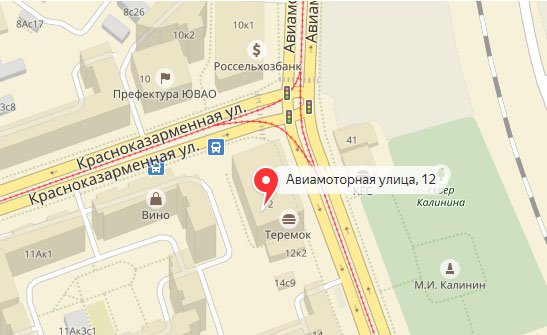 8с26
8Ас17
10к2
10к1
Авиамо
Авиам
Россельхозбанк
10
Префектура ЮВАО
3с8
Красноказарменная ул.
Красноказарменная ул.
41
Авиамоторная улица, 12
KFC
сквер
Калинина
Вино
2
Теремок
12к2
11Ак1
14с9
М.И. Калинин
11Ак3с1